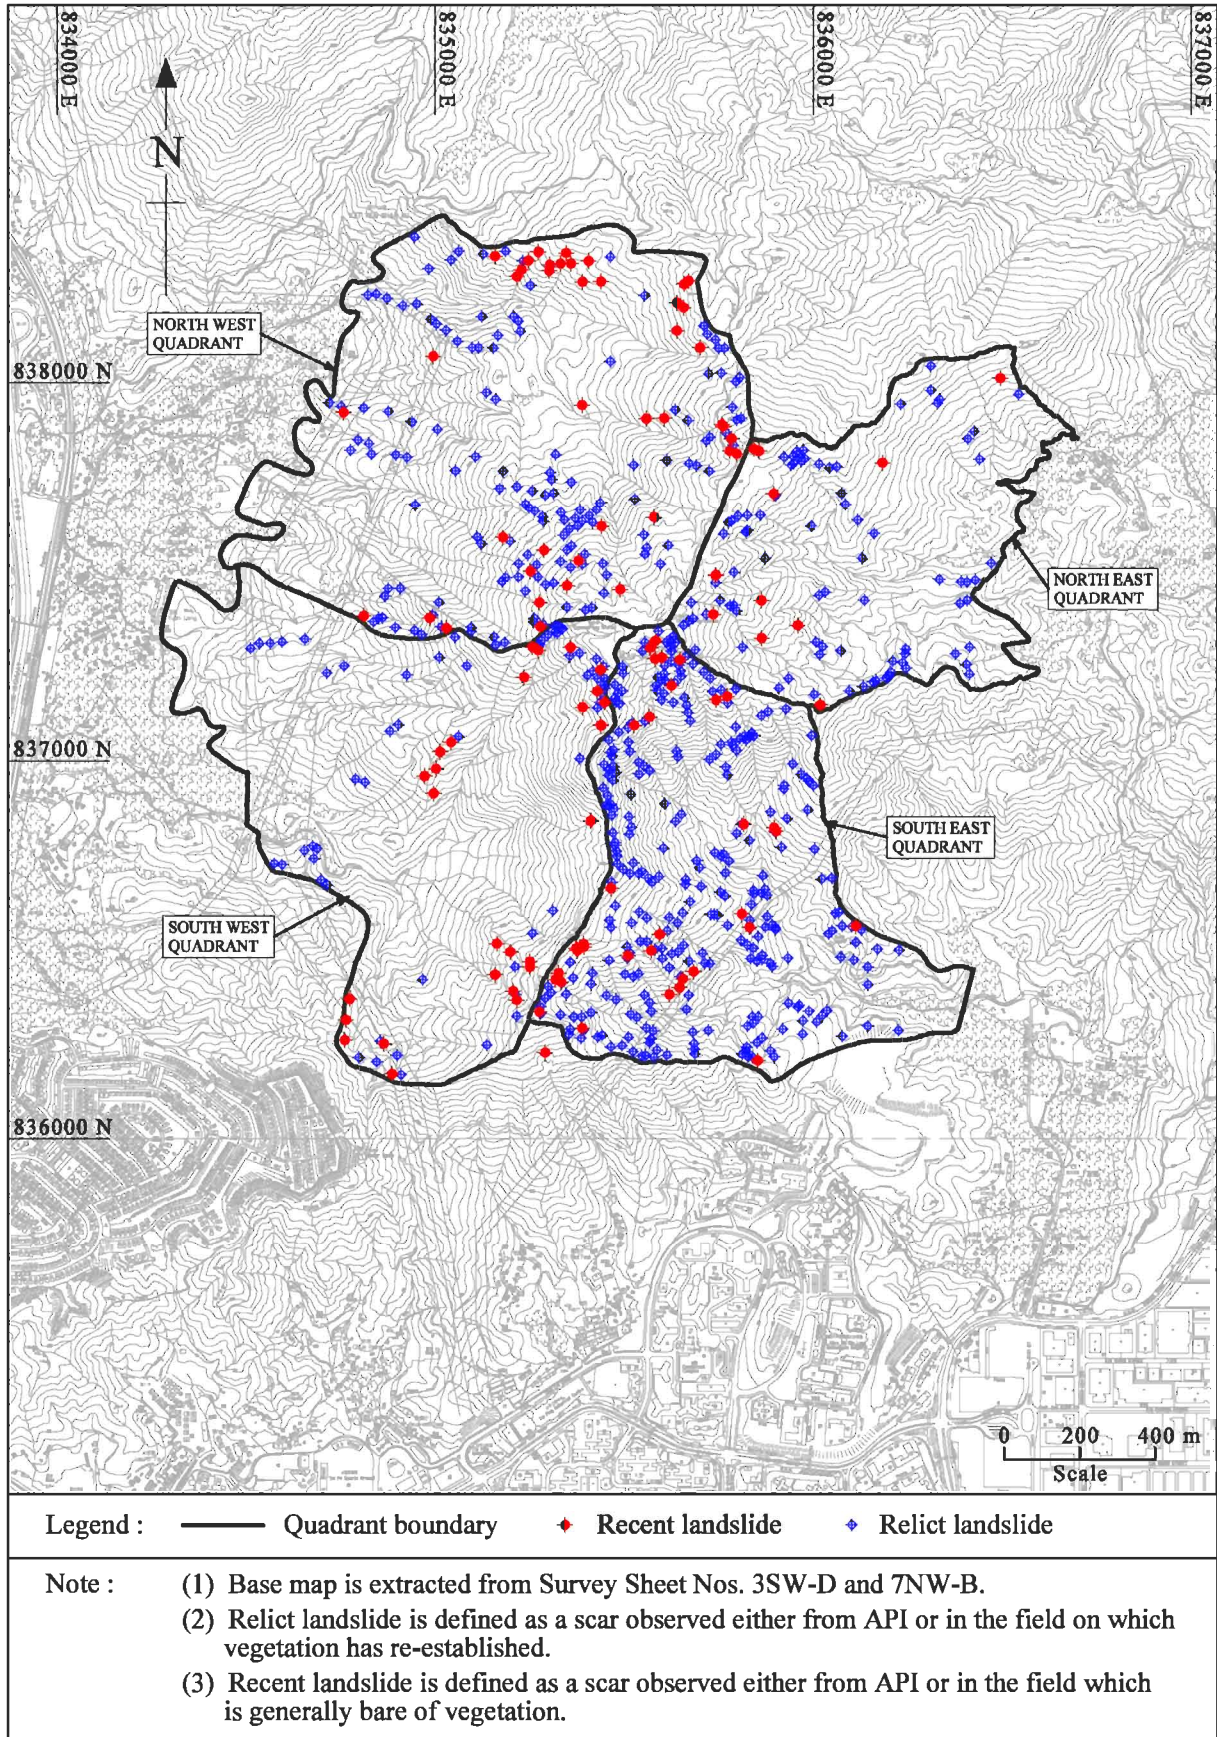 834000 E
835000 E
836000 E
837000 E
N
NORTH WEST
QUADRANT
838000 N
NORTH EAST
QUADRANT
837000 N
SOUTH EAST
QUADRANT
SOUTH WEST
QUADRANT
836000 N
0 200 400 m
Scale
Legend : Quadrant boundary Recent landslide Relict landslide
Note : (1) Base map is extracted from Survey Sheet Nos. 3SW-D and 7NW-B.
(2) Relict landslide is defined as a scar observed either from API or in the field on which
vegetation has re-established.
(3) Recent landslide is defined as a scar observed either from API or in the field which
is generally bare of vegetation.